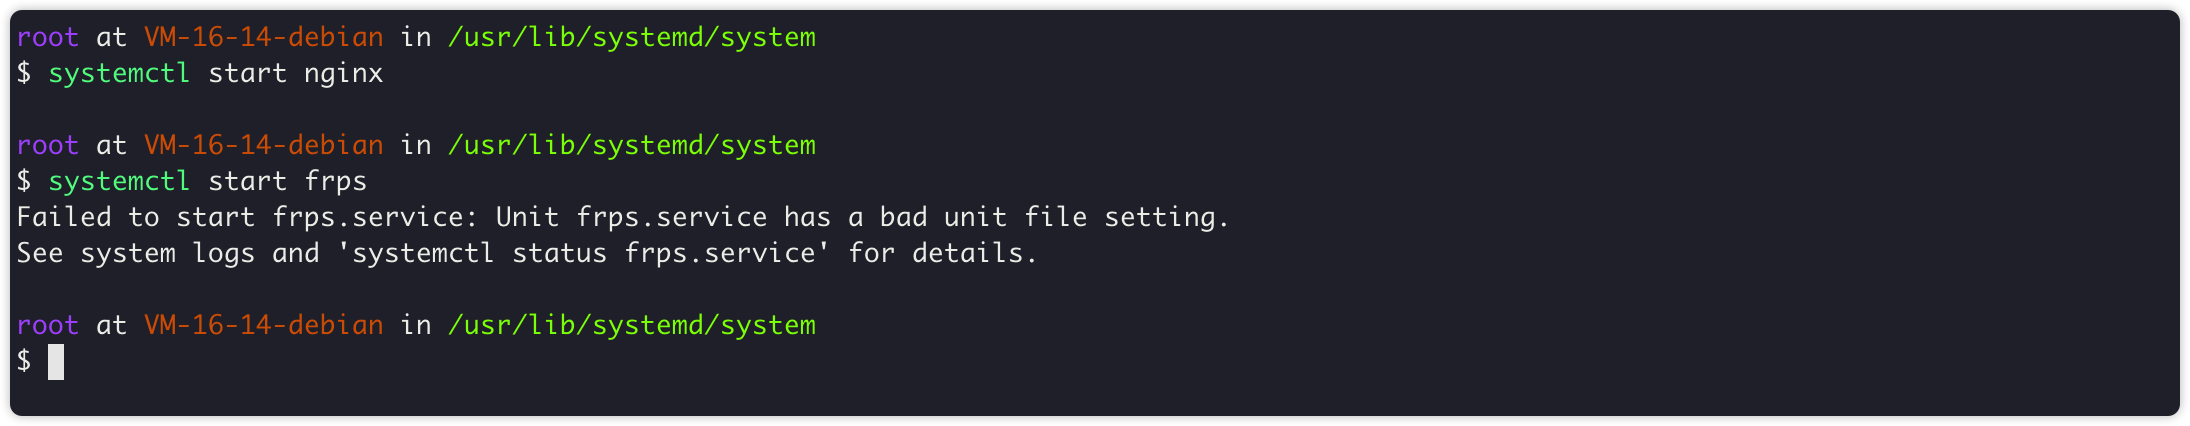 root at VM-16-14-debian in /usr/lib/systemd/system
$ systemctl start nginx
root at VM-16-14-debian in /usr/lib/systemd/system
$ systemctl start frps
Failed to start frps.service: Unit frps.service has a bad unit file setting.
See system logs and 'systemctl status frps.service' for details.
root at VM-16-14-debian in /usr/lib/systemd/system
$